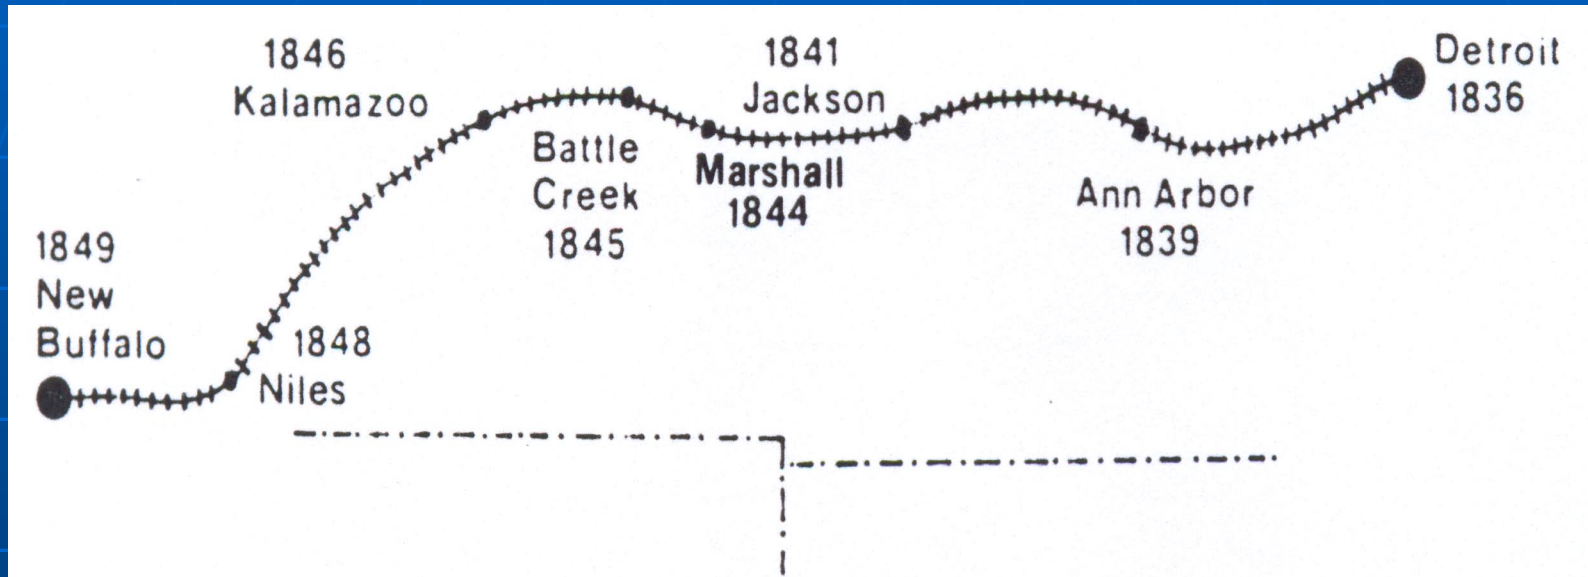 1846
Kalamazoo
1841
Jackson
Detroit
1836
Battle
Creek
1845
Marshall
1844
Ann Arbor
1839
1849
New
Buffalo
1848
Niles